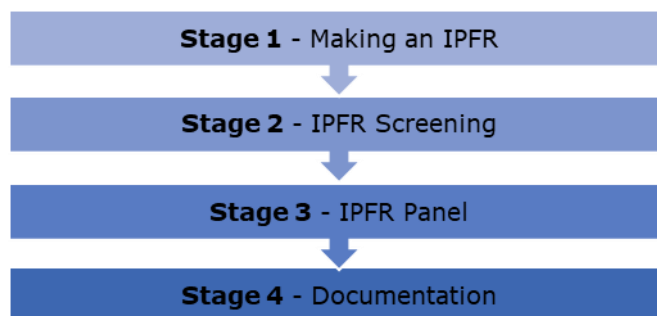 Stage 1 - Making an IPFR
Stage 2 - IPFR Screening
Stage 3 - IPFR Panel
Stage 4 - Documentation